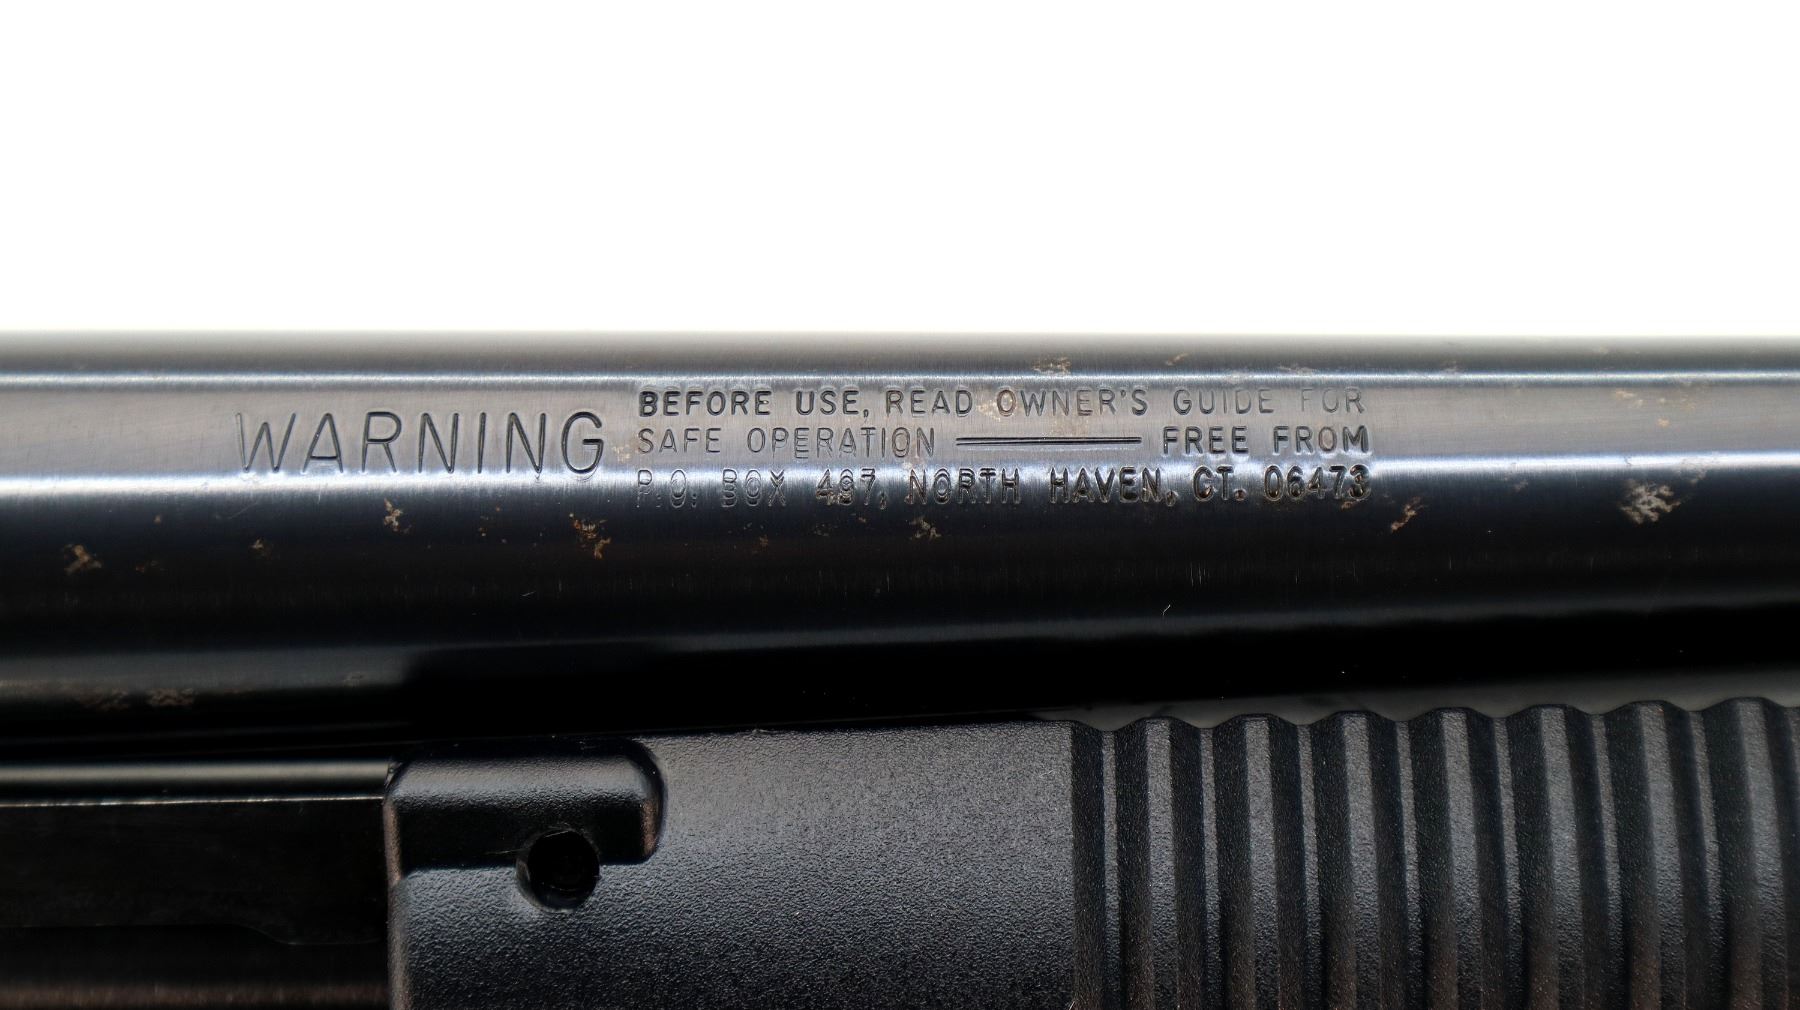 WARNING
BEFORE USE, READ OWNER'S GUIDE FOR
SAFE OPERATION ——— FREE FROM
P.O. BOX 497, NORTH HAVEN, CT. 06473